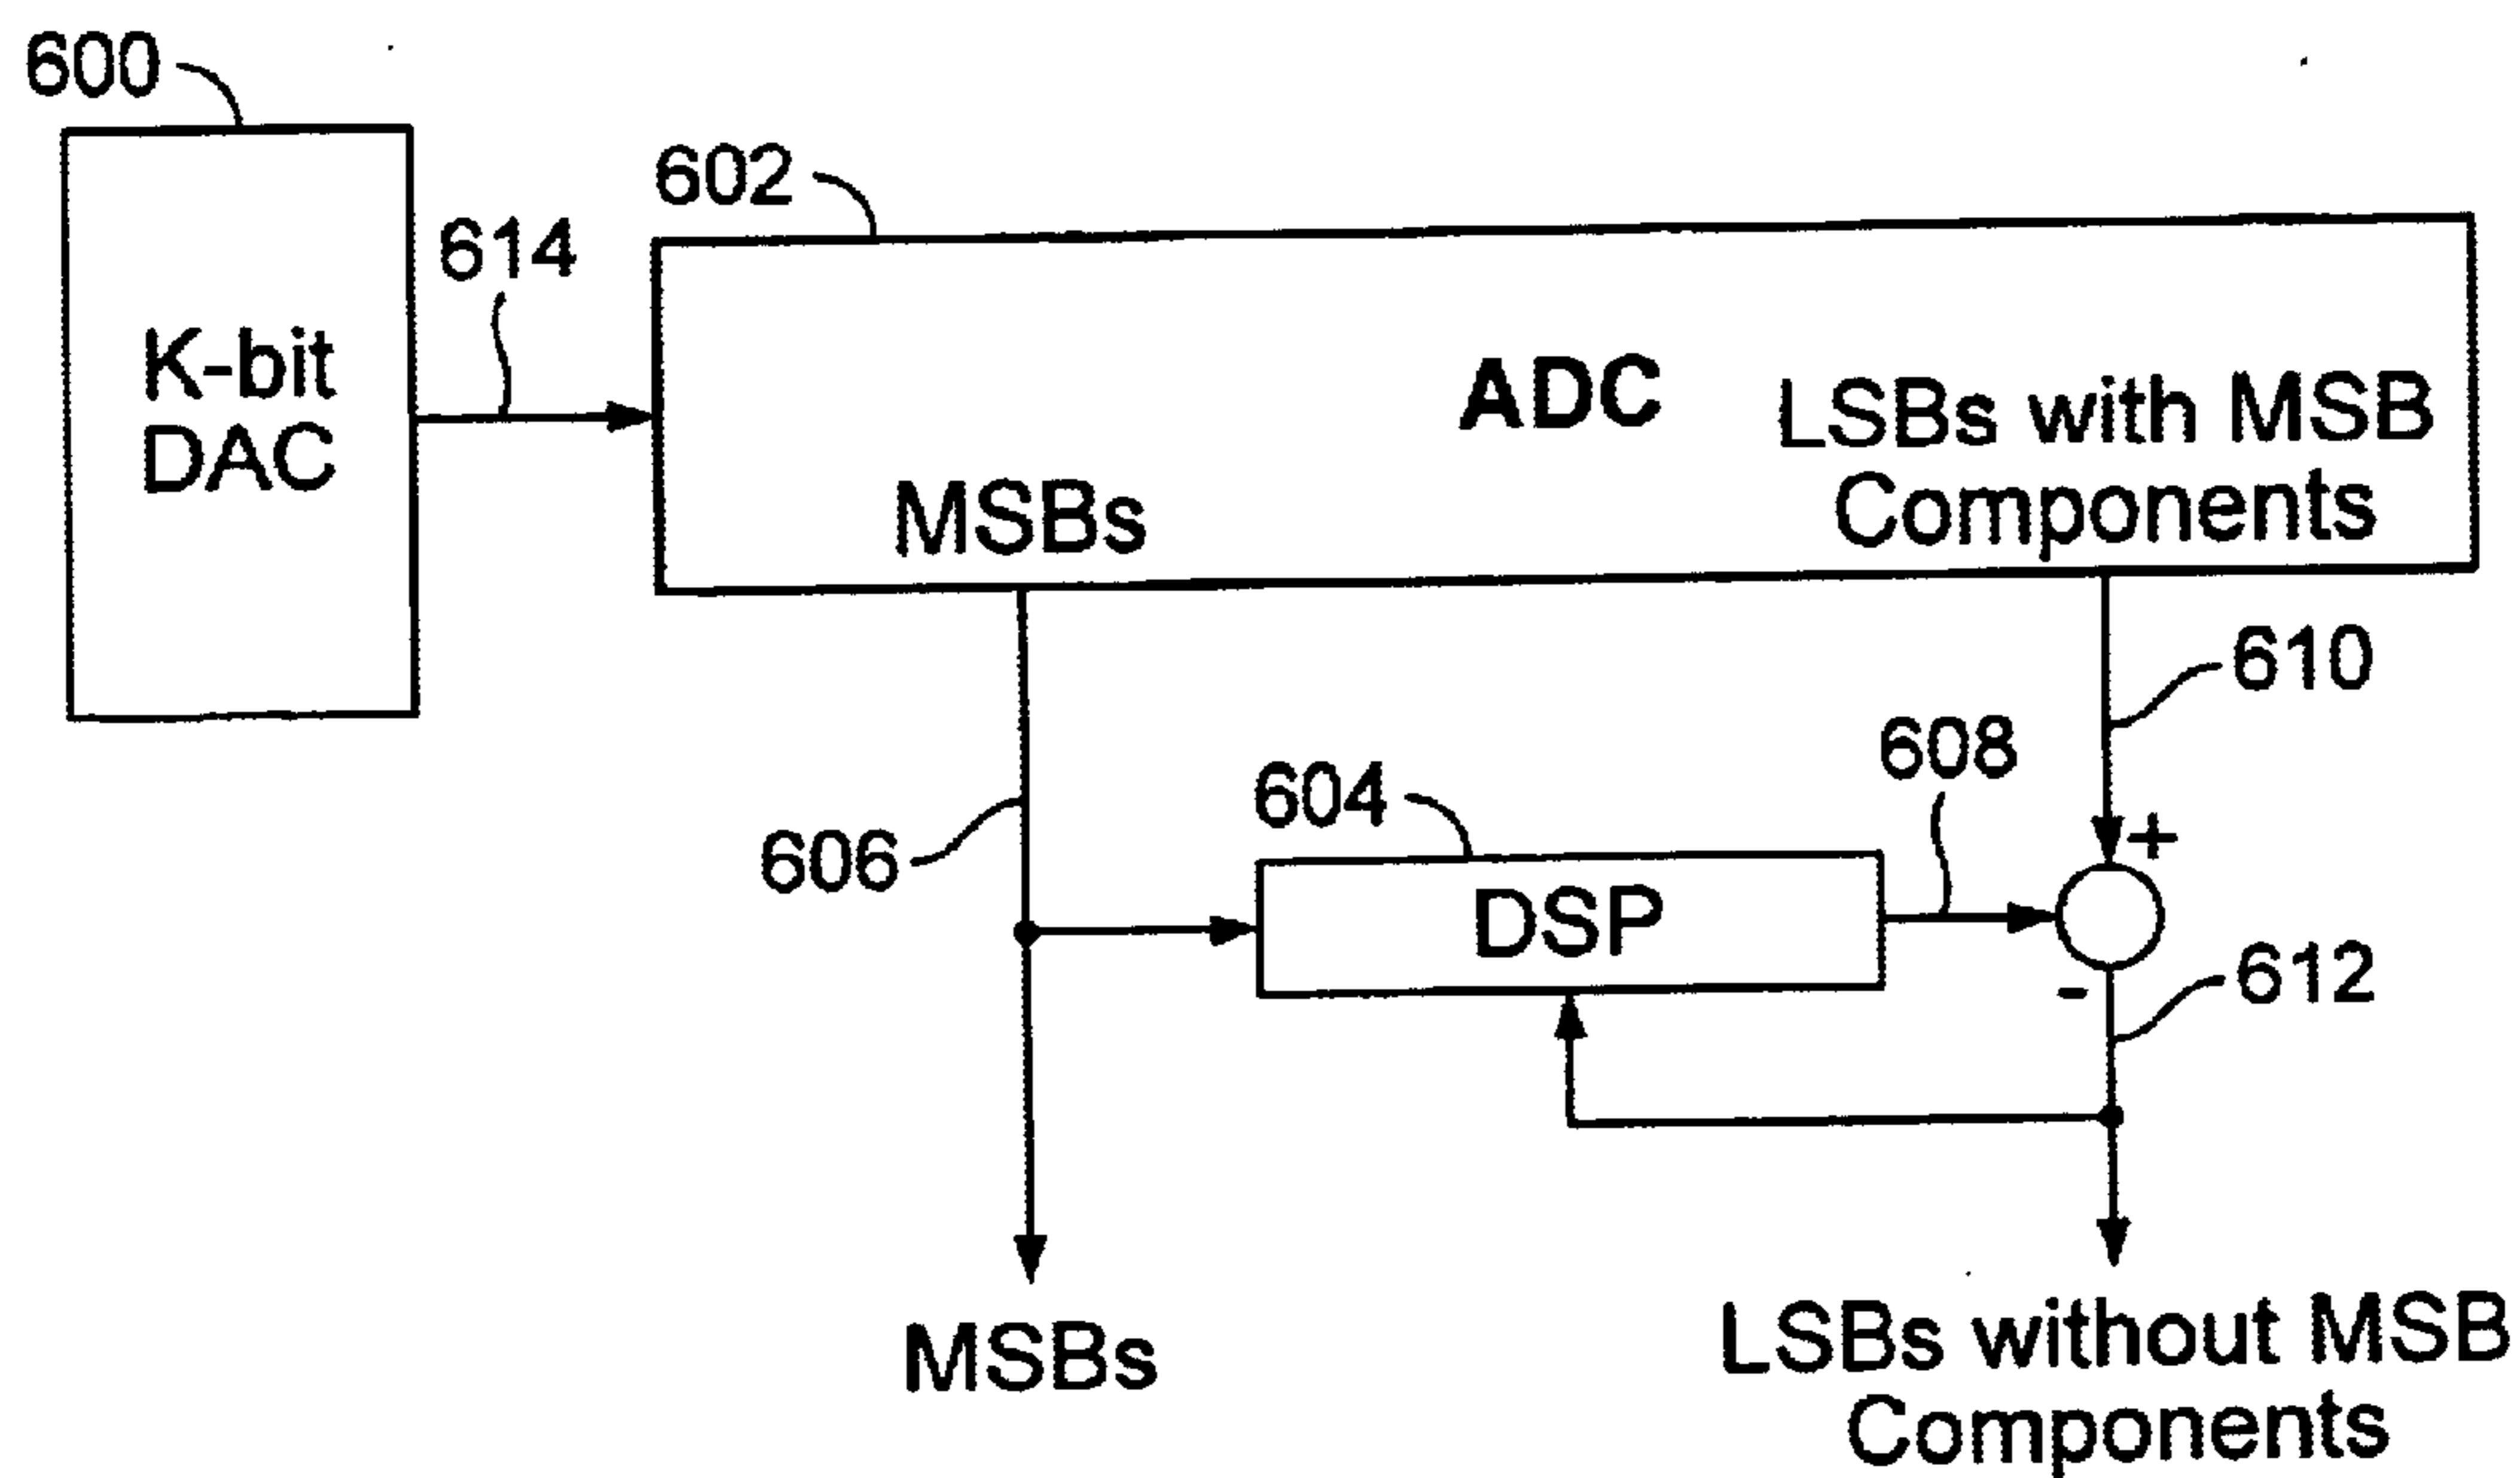 600
602
614
K-bit
DAC
ADC
LSBs with MSB
Components
MSBs
610
608
604
606
+
DSP
612
-
MSBs
LSBs without MSB
Components